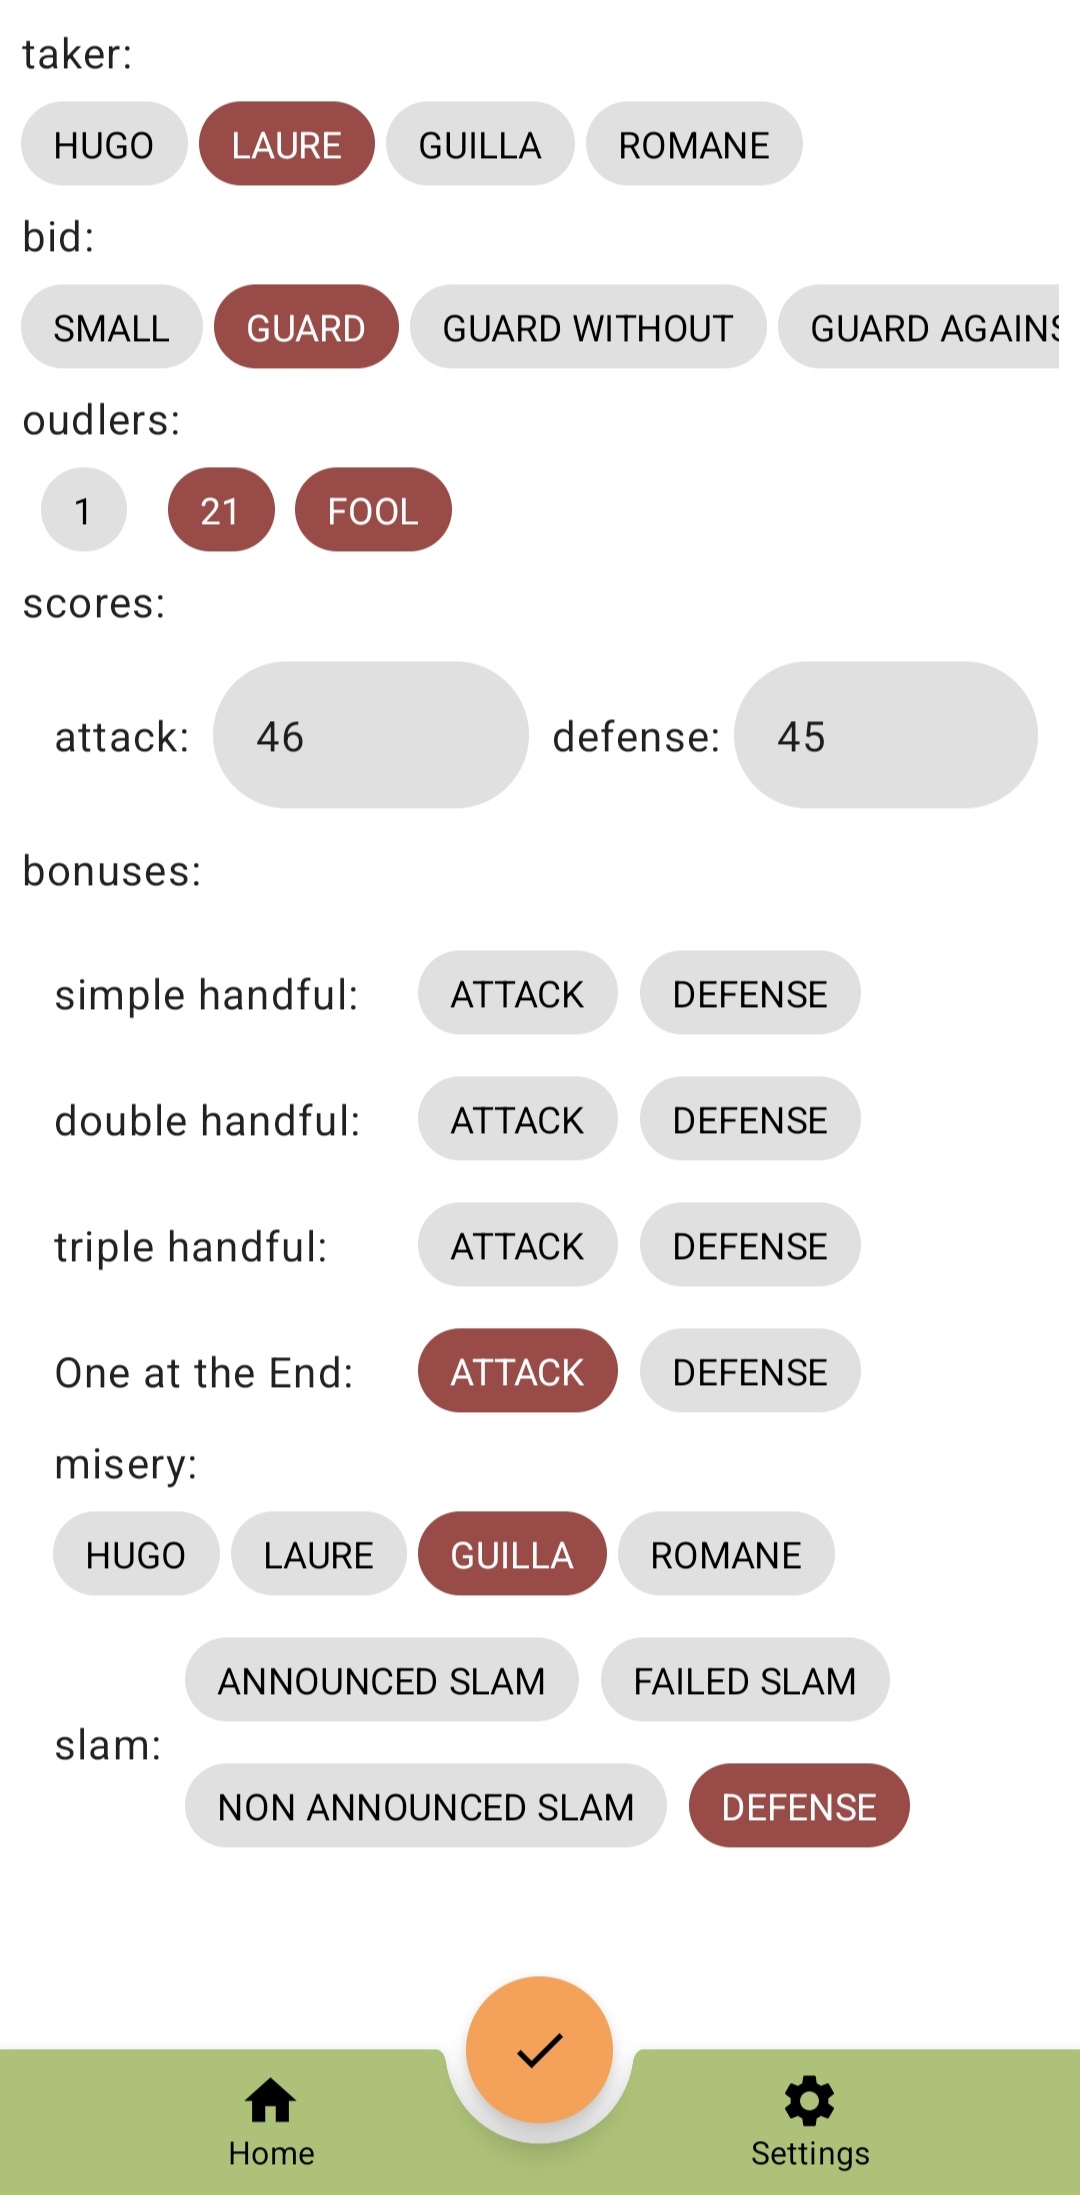 taker:
HUGO LAURE GUILLA ROMANE
bid:
SMALL GUARD GUARD WITHOUT GUARD AGAINS
oudlers:
1 21 FOOL
scores:
attack: 46 defense: 45
bonuses:
simple handful: ATTACK DEFENSE
double handful: ATTACK DEFENSE
triple handful: ATTACK DEFENSE
One at the End: ATTACK DEFENSE
misery:
HUGO LAURE GUILLA ROMANE
ANNOUNCED SLAM FAILED SLAM
slam:
NON ANNOUNCED SLAM DEFENSE
Home Settings